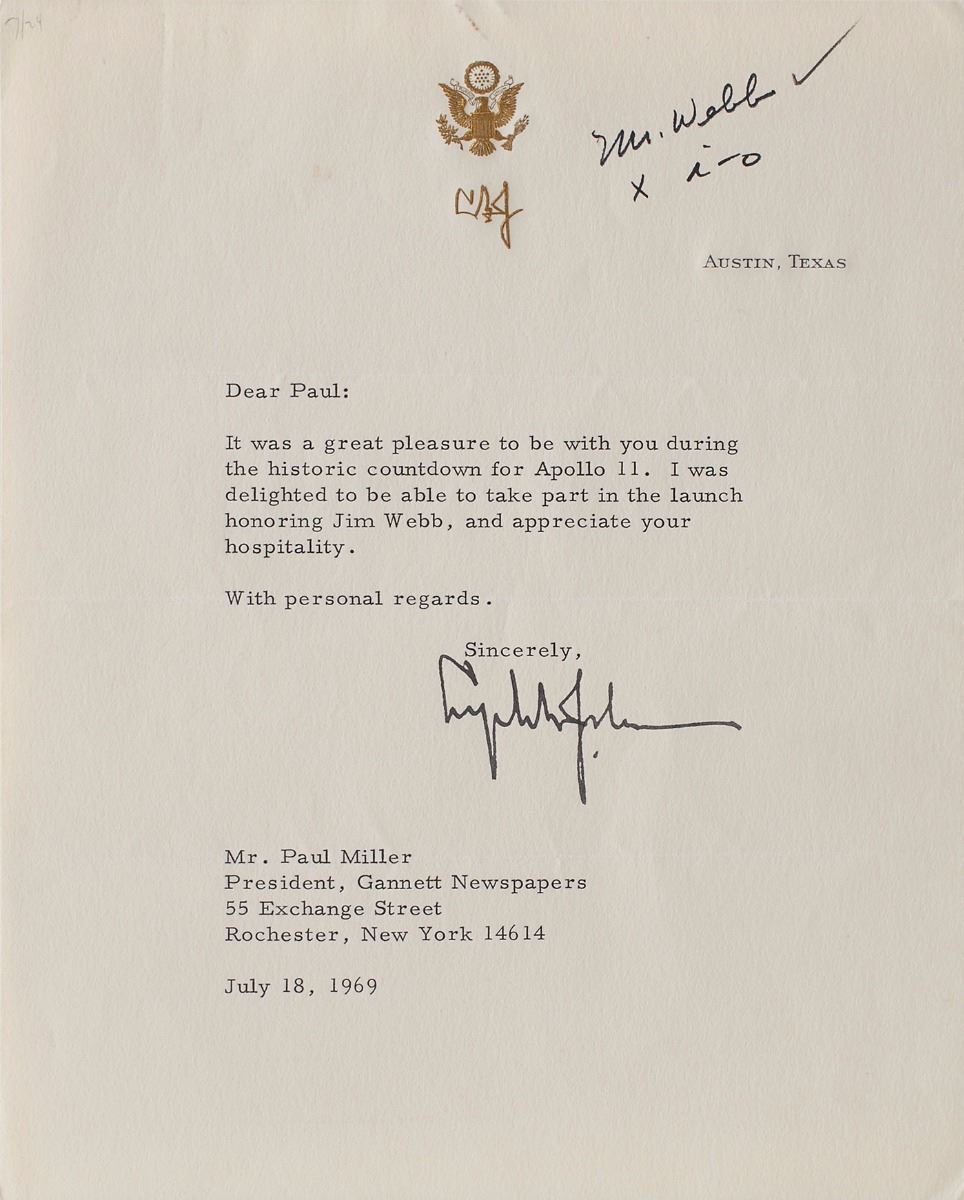 7/24
Mr. Webb ✓
x i-o
LBJ
AUSTIN, TEXAS
Dear Paul:
It was a great pleasure to be with you during
the historic countdown for Apollo 11. I was
delighted to be able to take part in the launch
honoring Jim Webb, and appreciate your
hospitality.
With personal regards.
Sincerely,
Mr. Paul Miller
President, Gannett Newspapers
55 Exchange Street
Rochester, New York 14614
July 18, 1969